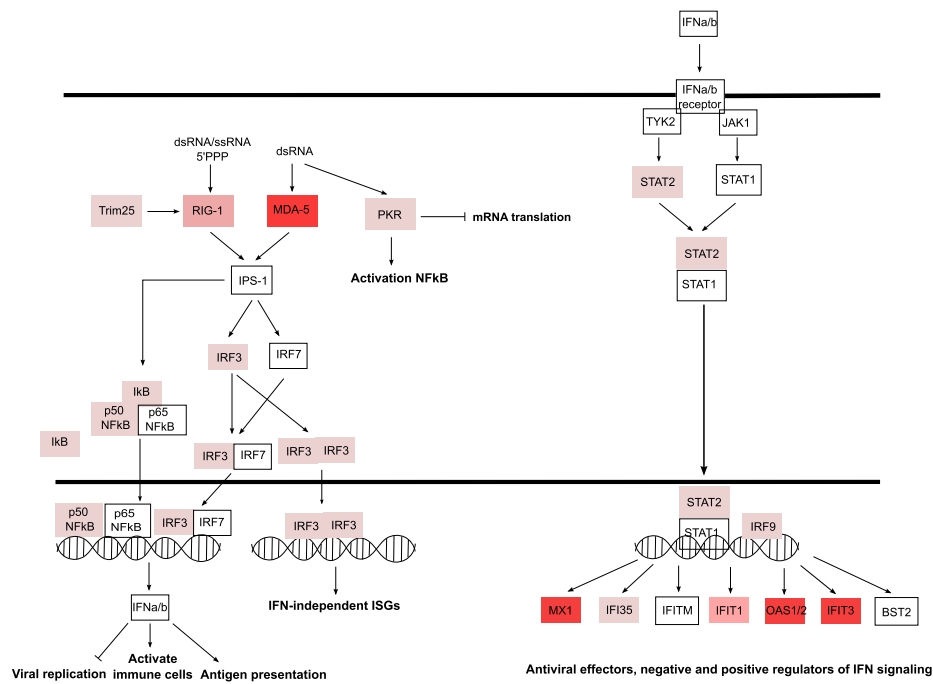 IFNa/b
IFNa/b
receptor
TYK2
JAK1
STAT2
STAT1
STAT2
STAT1
dsRNA/ssRNA
5'PPP
dsRNA
Trim25
RIG-1
MDA-5
PKR
mRNA translation
Activation NFkB
IPS-1
IRF3
IRF7
IkB
p50
NFkB
p65
NFkB
IkB
IRF3
IRF7
IRF3
IRF3
p50
NFkB
p65
NFkB
IRF3
IRF7
IRF3
IRF3
STAT2
STAT1
IRF9
IFNa/b
IFN-independent ISGs
MX1
IFI35
IFITM
IFIT1
OAS1/2
IFIT3
BST2
Viral replication
Activate
immune cells
Antigen presentation
Antiviral effectors, negative and positive regulators of IFN signaling